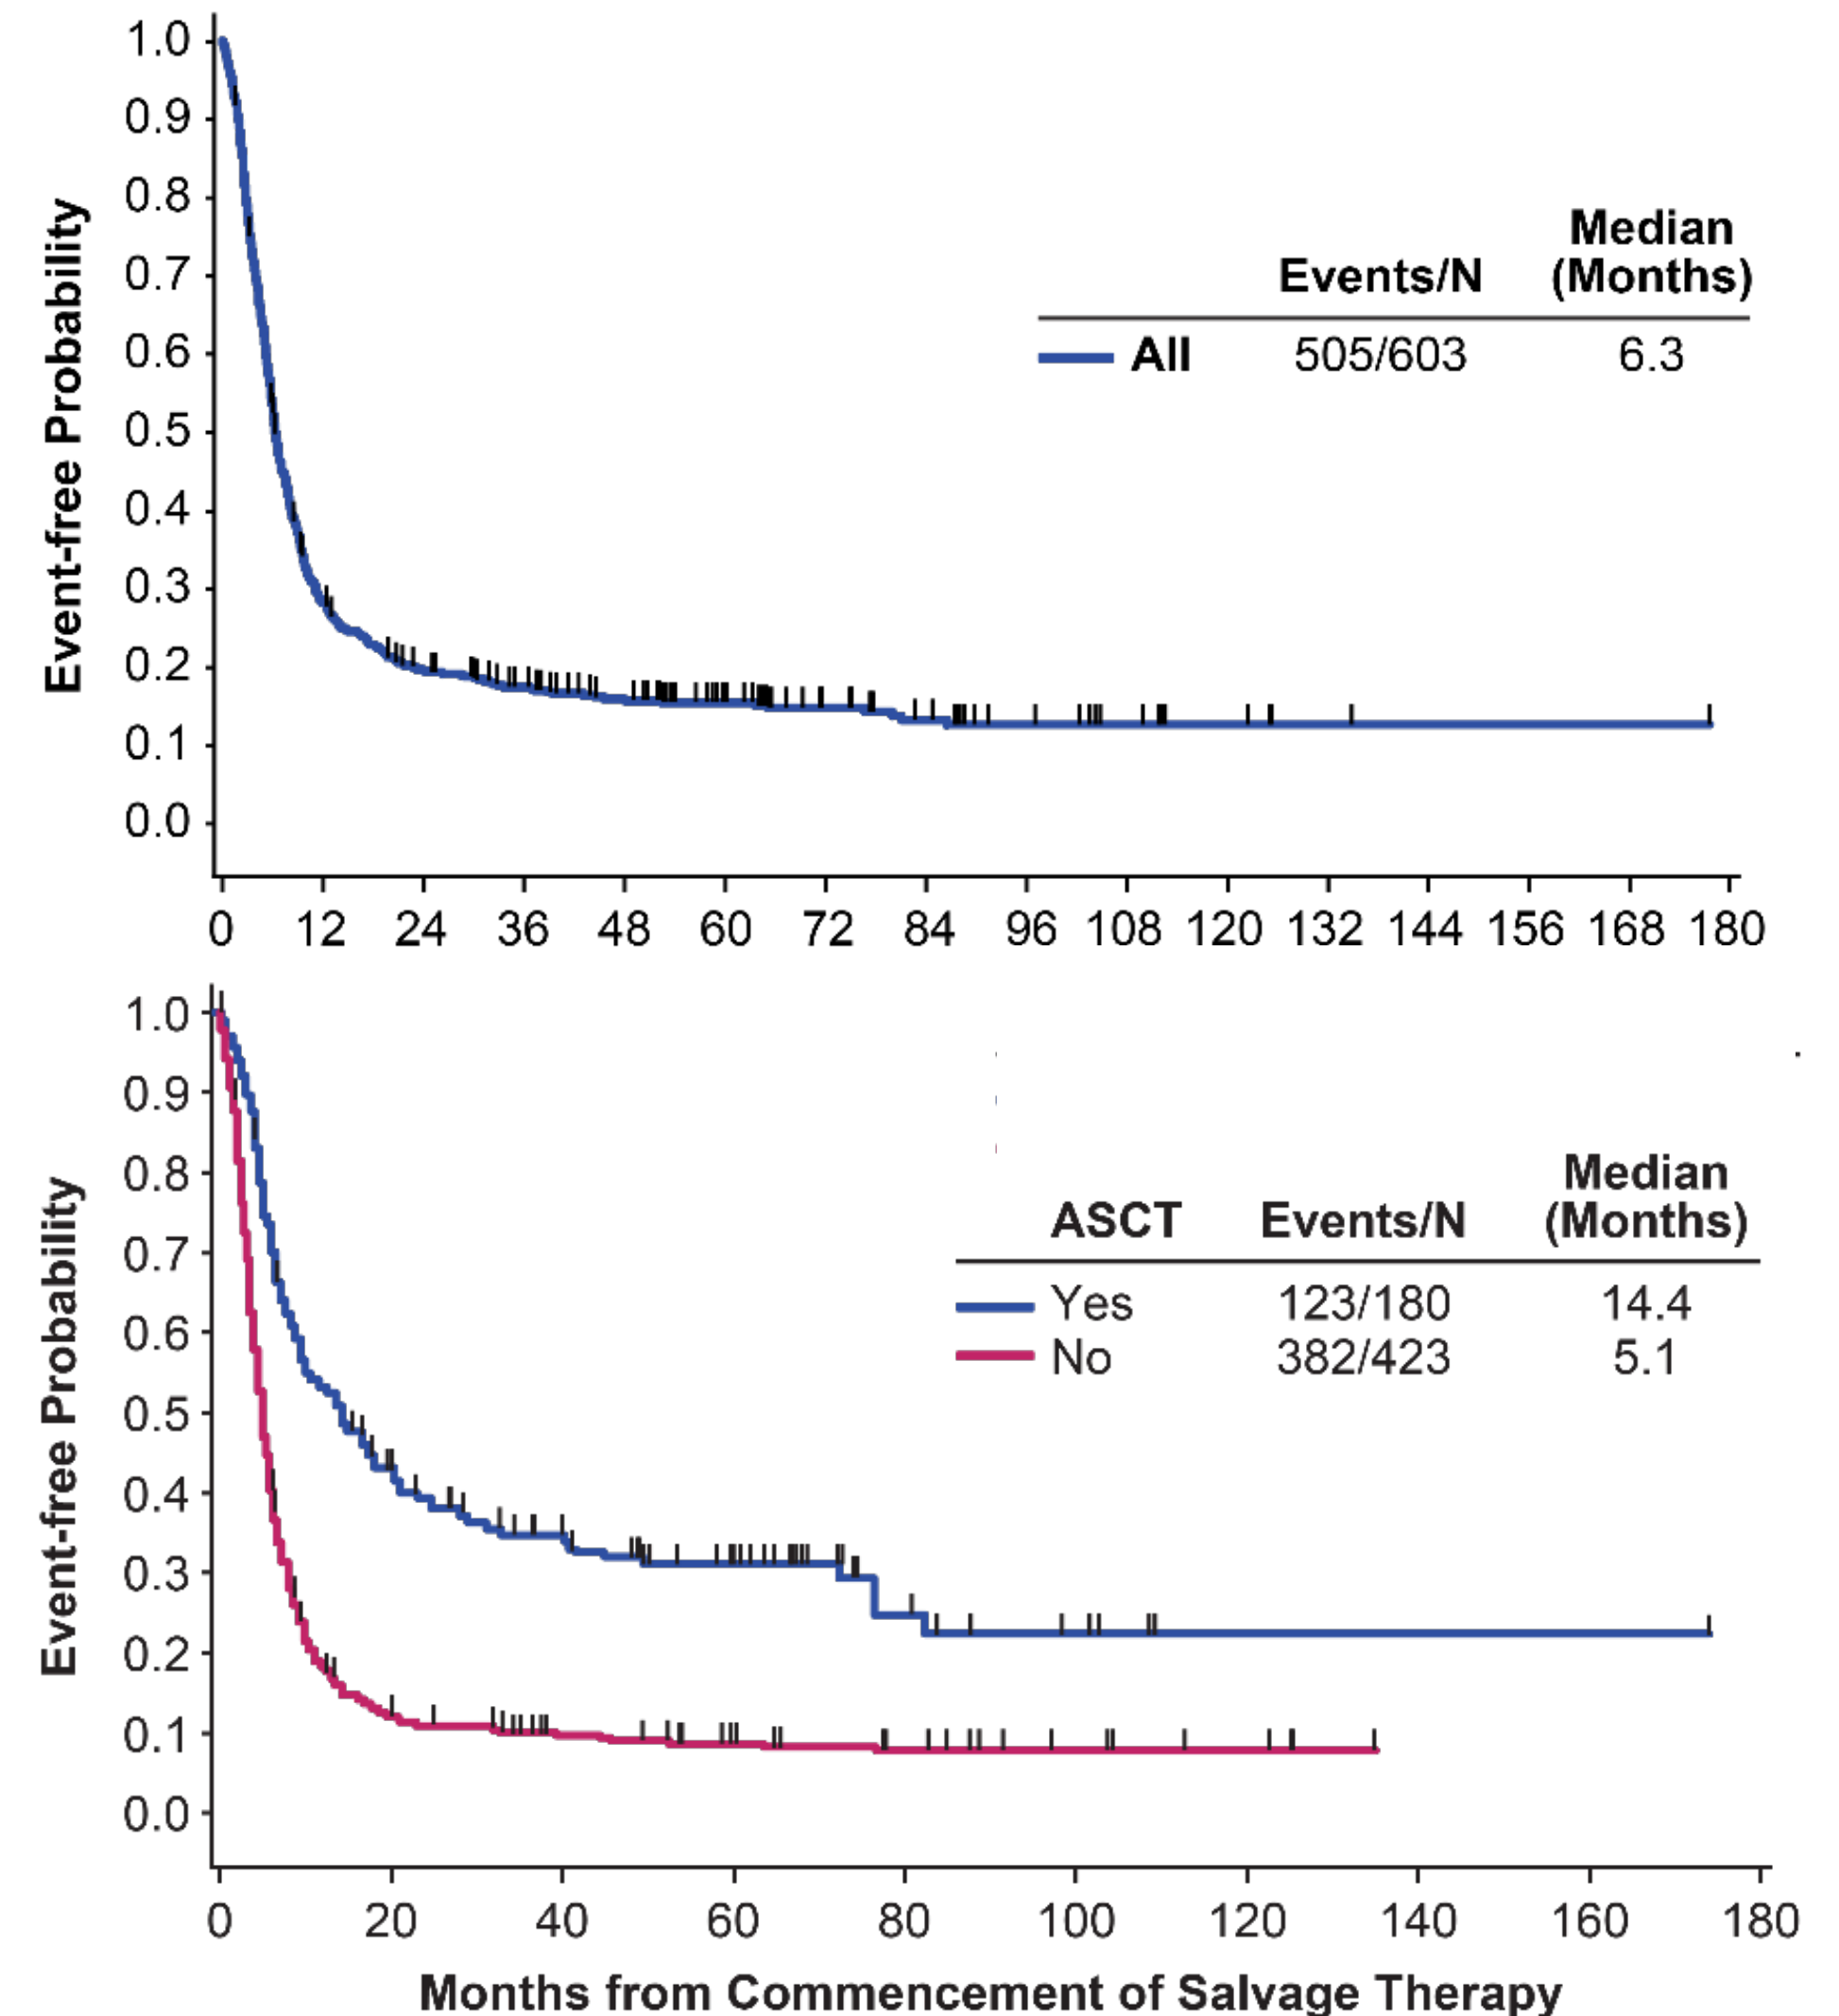 Event-free Probability
1.0
0.9
0.8
0.7
0.6
0.5
0.4
0.3
0.2
0.1
0.0
Median
Events/N (Months)
All 505/603 6.3
0 12 24 36 48 60 72 84 96 108 120 132 144 156 168 180
Event-free Probability
1.0
0.9
0.8
0.7
0.6
0.5
0.4
0.3
0.2
0.1
0.0
Median
ASCT Events/N (Months)
Yes 123/180 14.4
No 382/423 5.1
0 20 40 60 80 100 120 140 160 180
Months from Commencement of Salvage Therapy